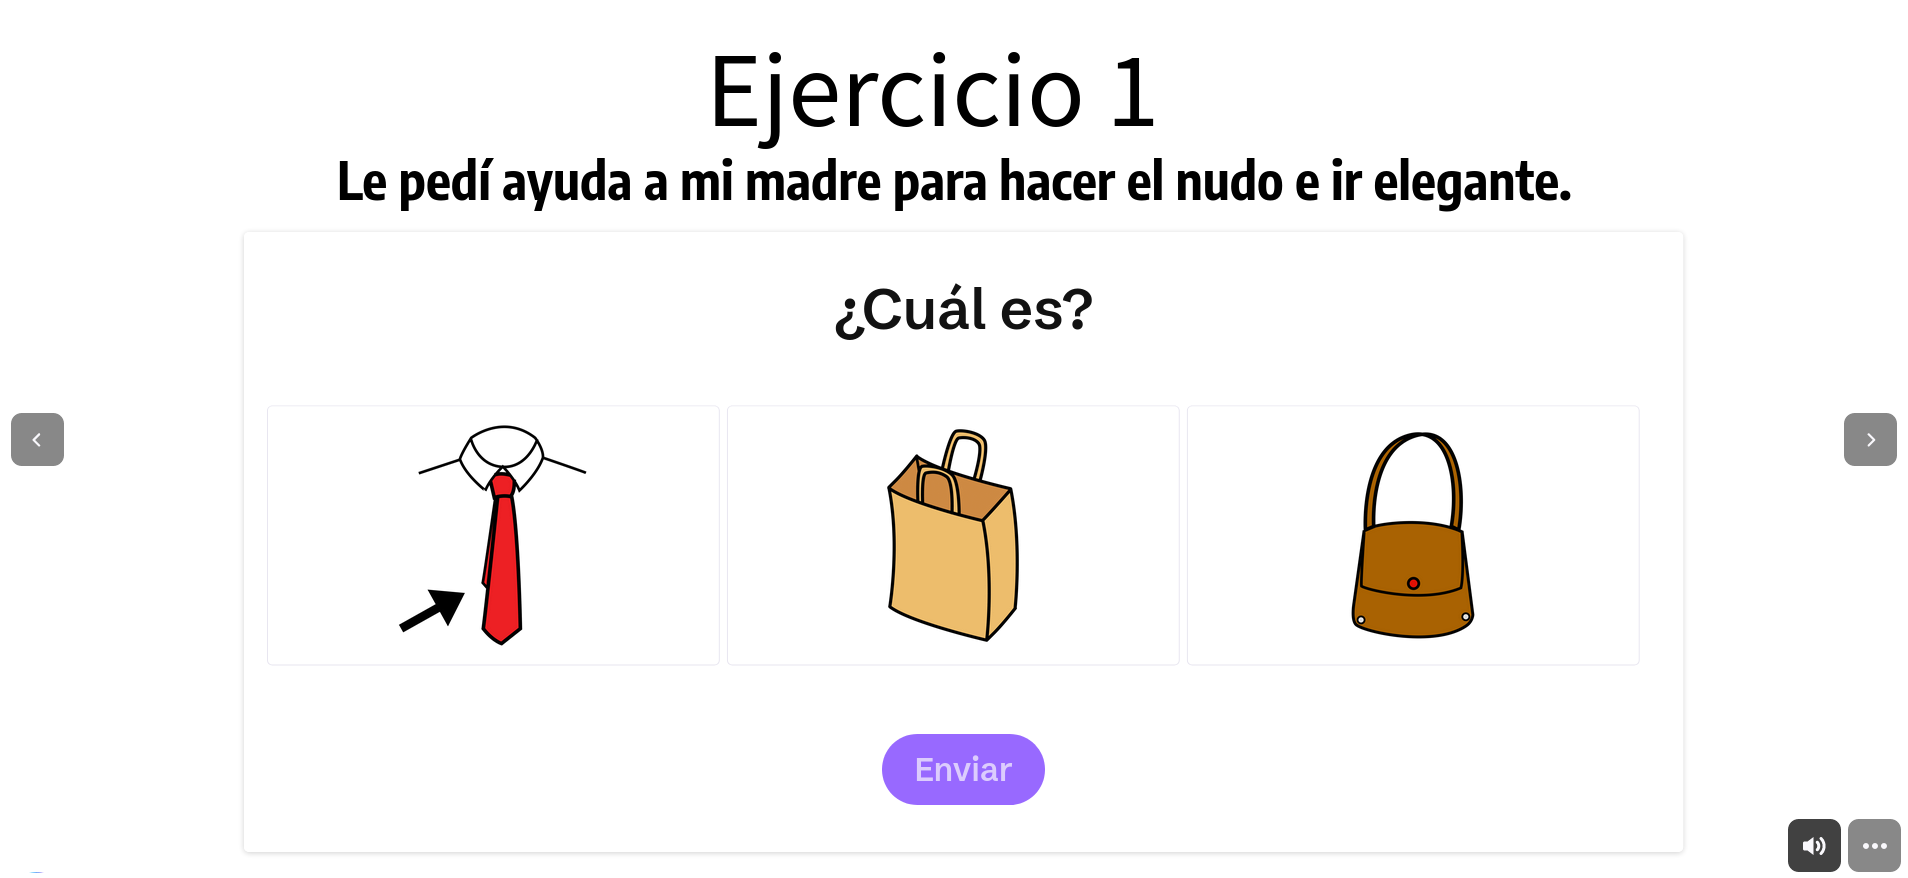 Ejercicio 1
Le pedí ayuda a mi madre para hacer el nudo e ir elegante.
¿Cuál es?
Enviar